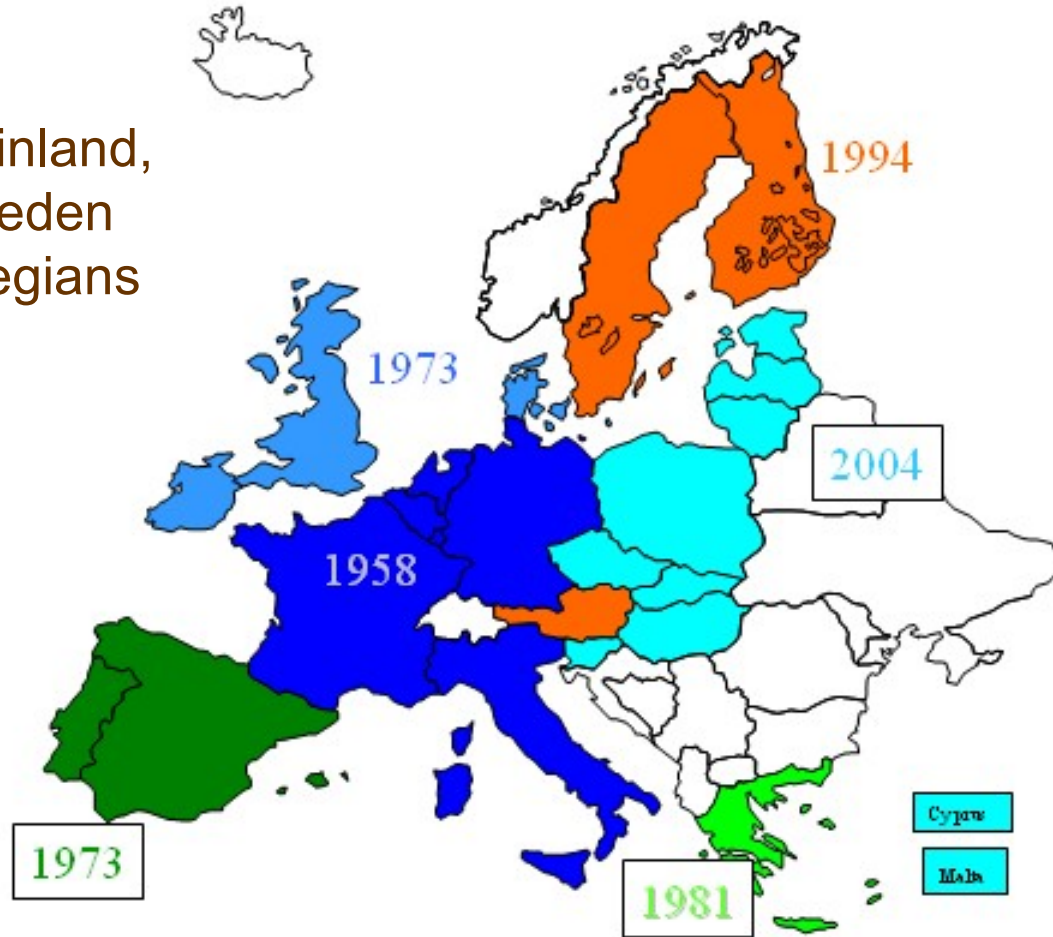 inland,
eden
egians
1994
1973
2004
1958
1973
1981
Cyprus
Malta